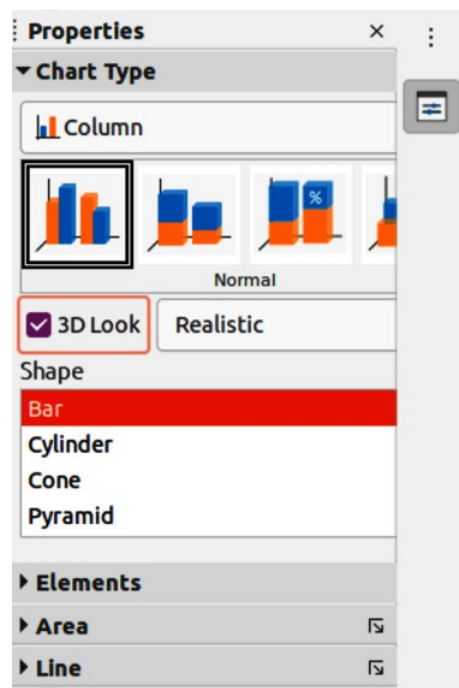 Properties
Chart Type
Column
%
Normal
3D Look Realistic
Shape
Bar
Cylinder
Cone
Pyramid
Elements
Area
Line